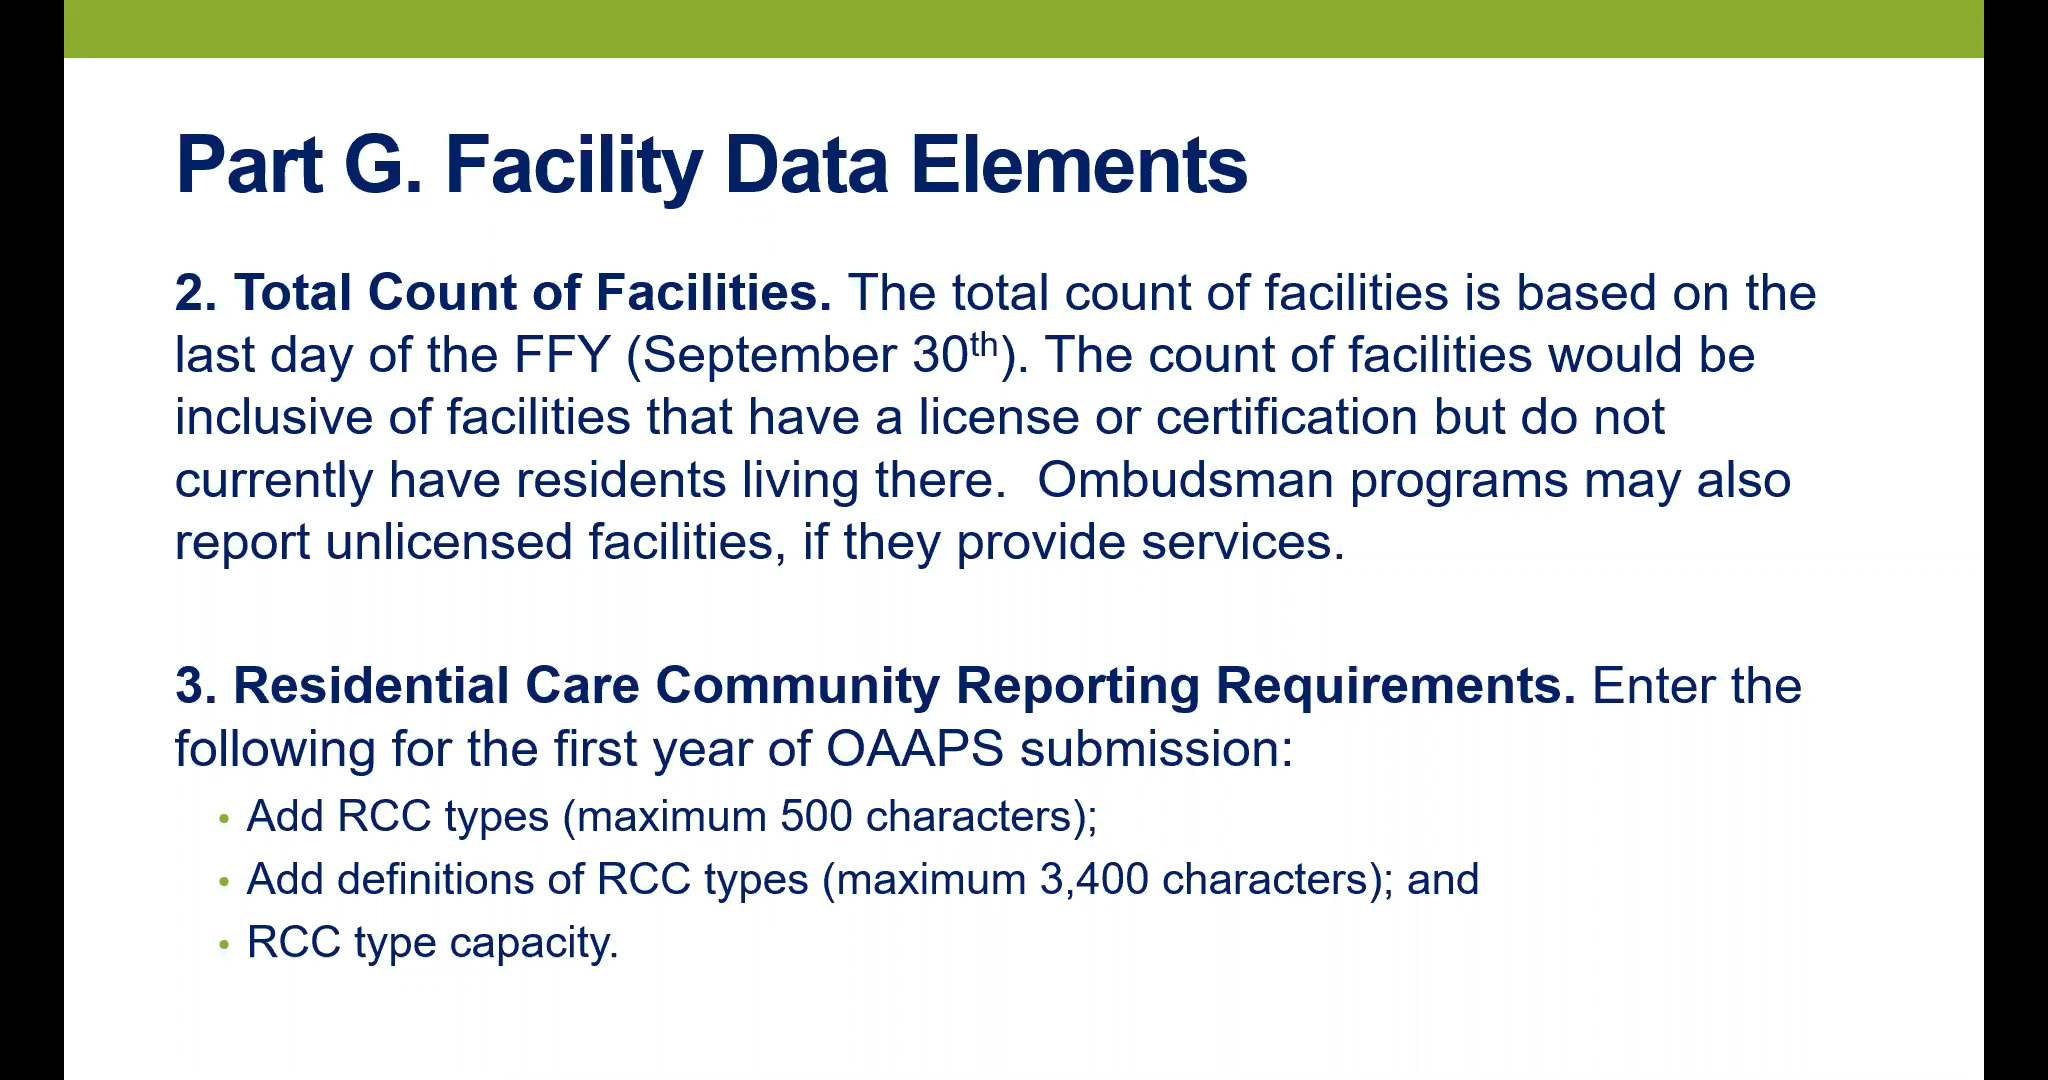 Part G. Facility Data Elements
2. Total Count of Facilities. The total count of facilities is based on the
last day of the FFY (September 30th). The count of facilities would be
inclusive of facilities that have a license or certification but do not
currently have residents living there.  Ombudsman programs may also
report unlicensed facilities, if they provide services.
3. Residential Care Community Reporting Requirements. Enter the
following for the first year of OAAPS submission:
• Add RCC types (maximum 500 characters);
• Add definitions of RCC types (maximum 3,400 characters); and
• RCC type capacity.